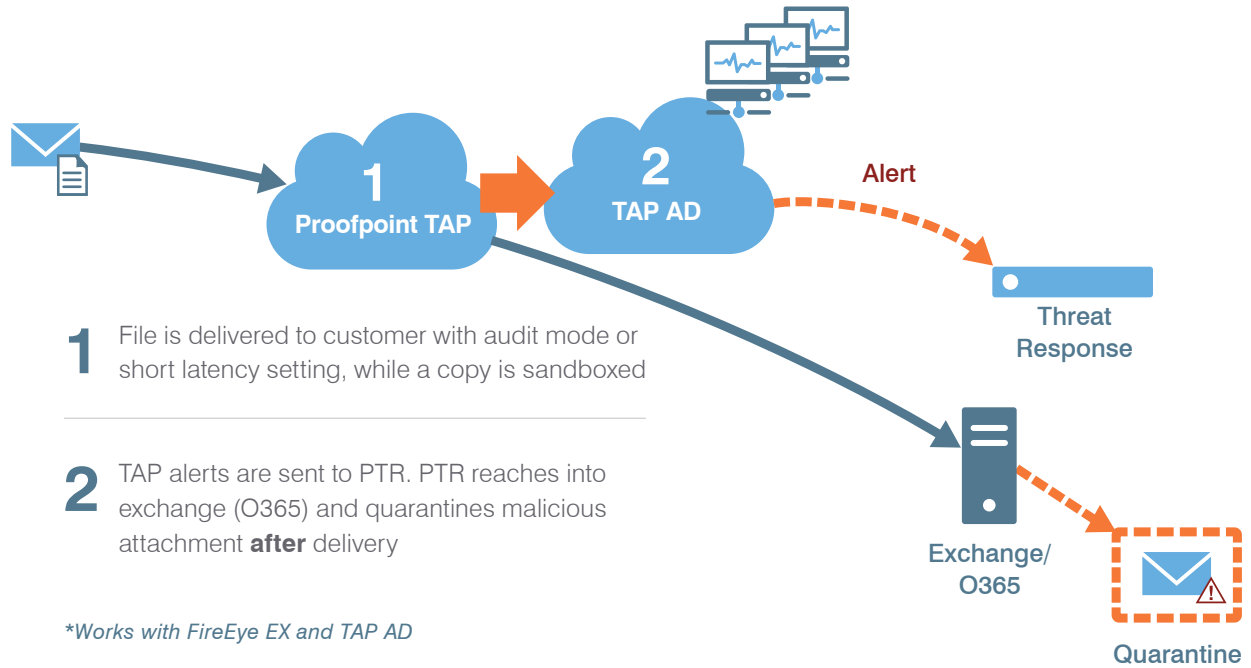 1
Proofpoint TAP
2
TAP AD
Alert
Threat
Response
1
File is delivered to customer with audit mode or
short latency setting, while a copy is sandboxed
2
TAP alerts are sent to PTR. PTR reaches into
exchange (O365) and quarantines malicious
attachment after delivery
Exchange/
O365
!
Quarantine
*Works with FireEye EX and TAP AD